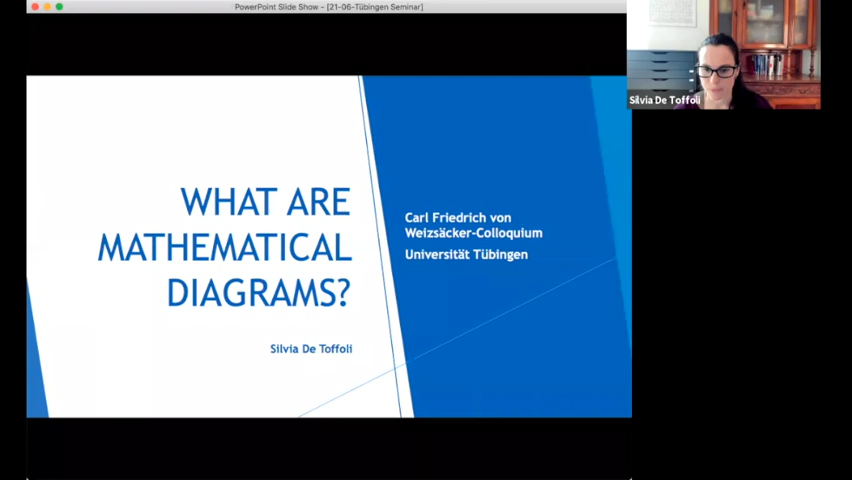 PowerPoint Slide Show - [21-06-Tübingen Seminar]
Silvia De Toffoli
WHAT ARE
MATHEMATICAL
DIAGRAMS?
Silvia De Toffoli
Carl Friedrich von
Weizsäcker-Colloquium
Universität Tübingen